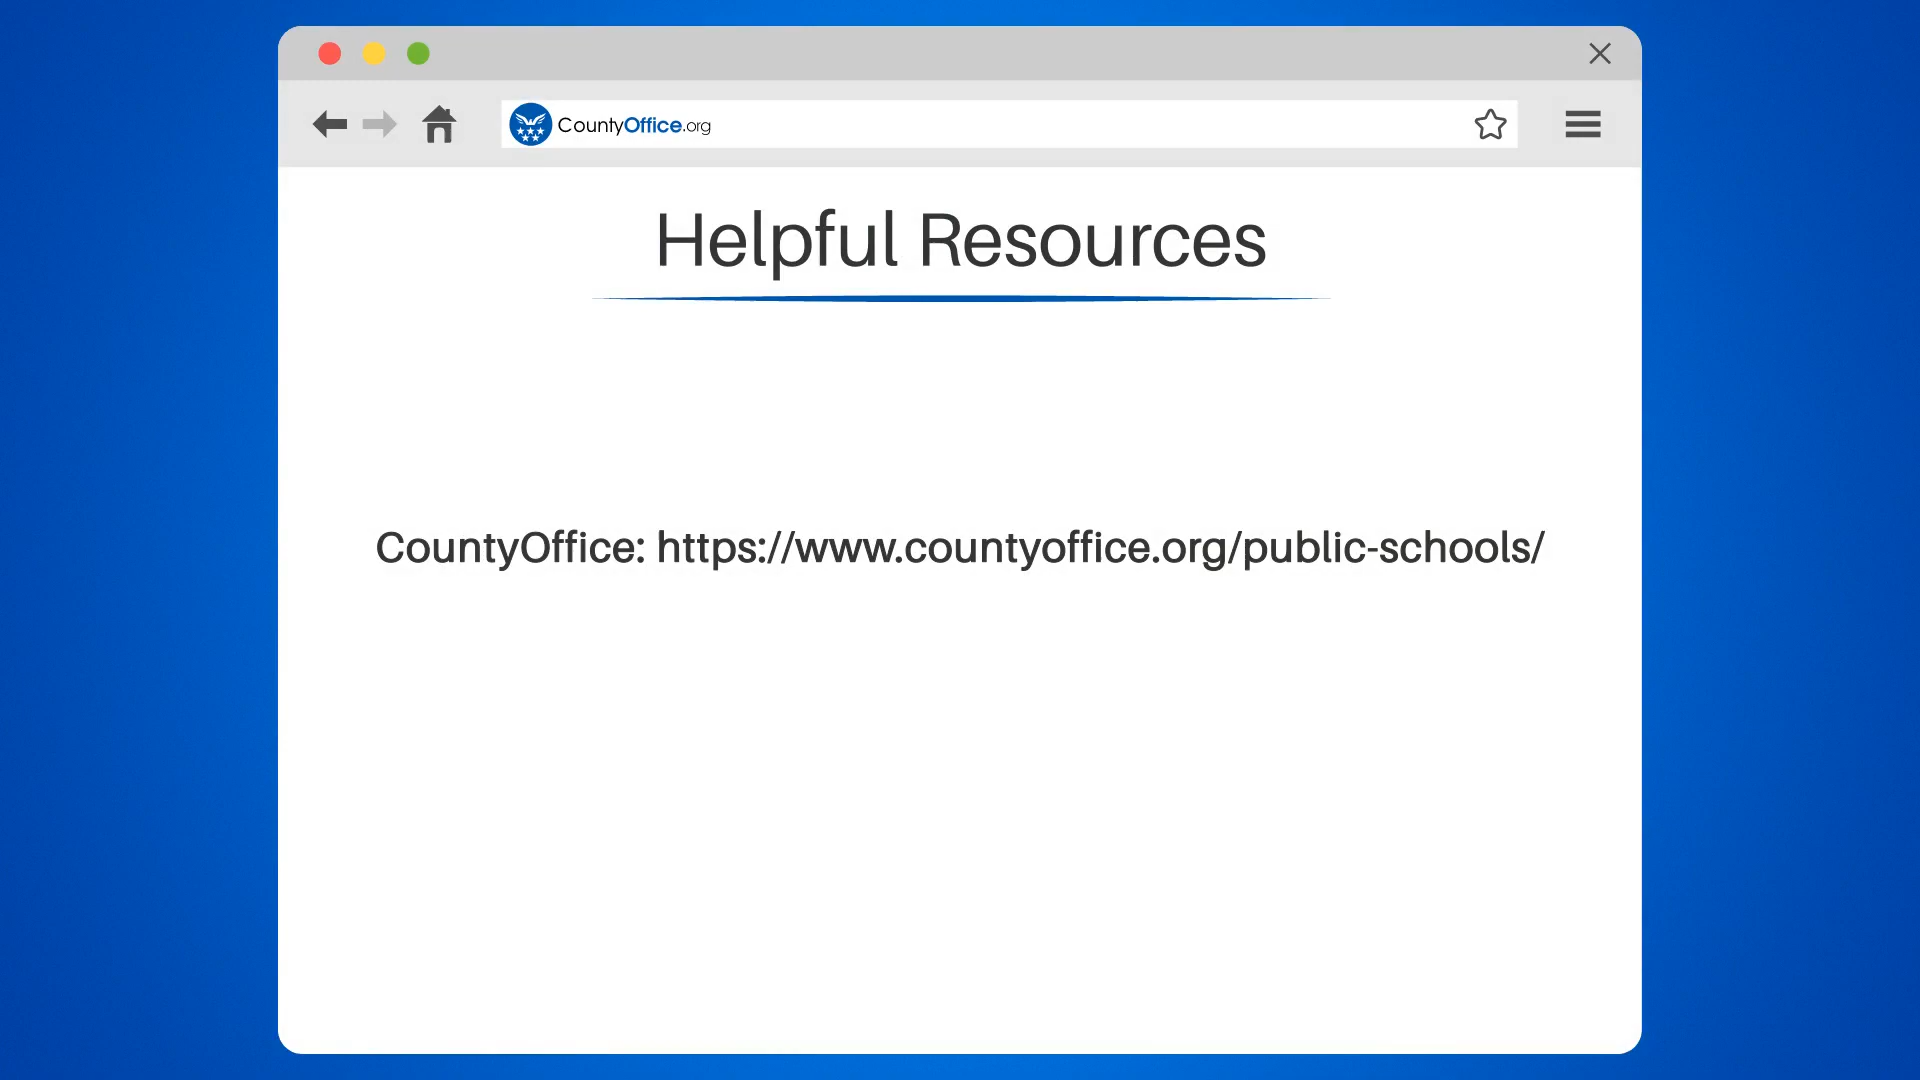 CountyOffice.org
Helpful Resources
CountyOffice: https://www.countyoffice.org/public-schools/